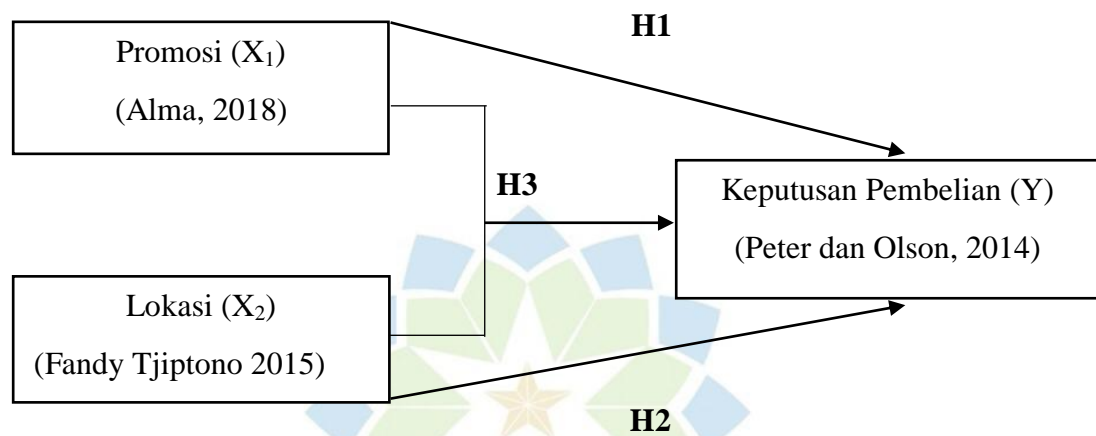 H1
Promosi (X₁)
(Alma, 2018)
H3
Keputusan Pembelian (Y)
(Peter dan Olson, 2014)
Lokasi (X₂)
(Fandy Tjiptono 2015)
H2